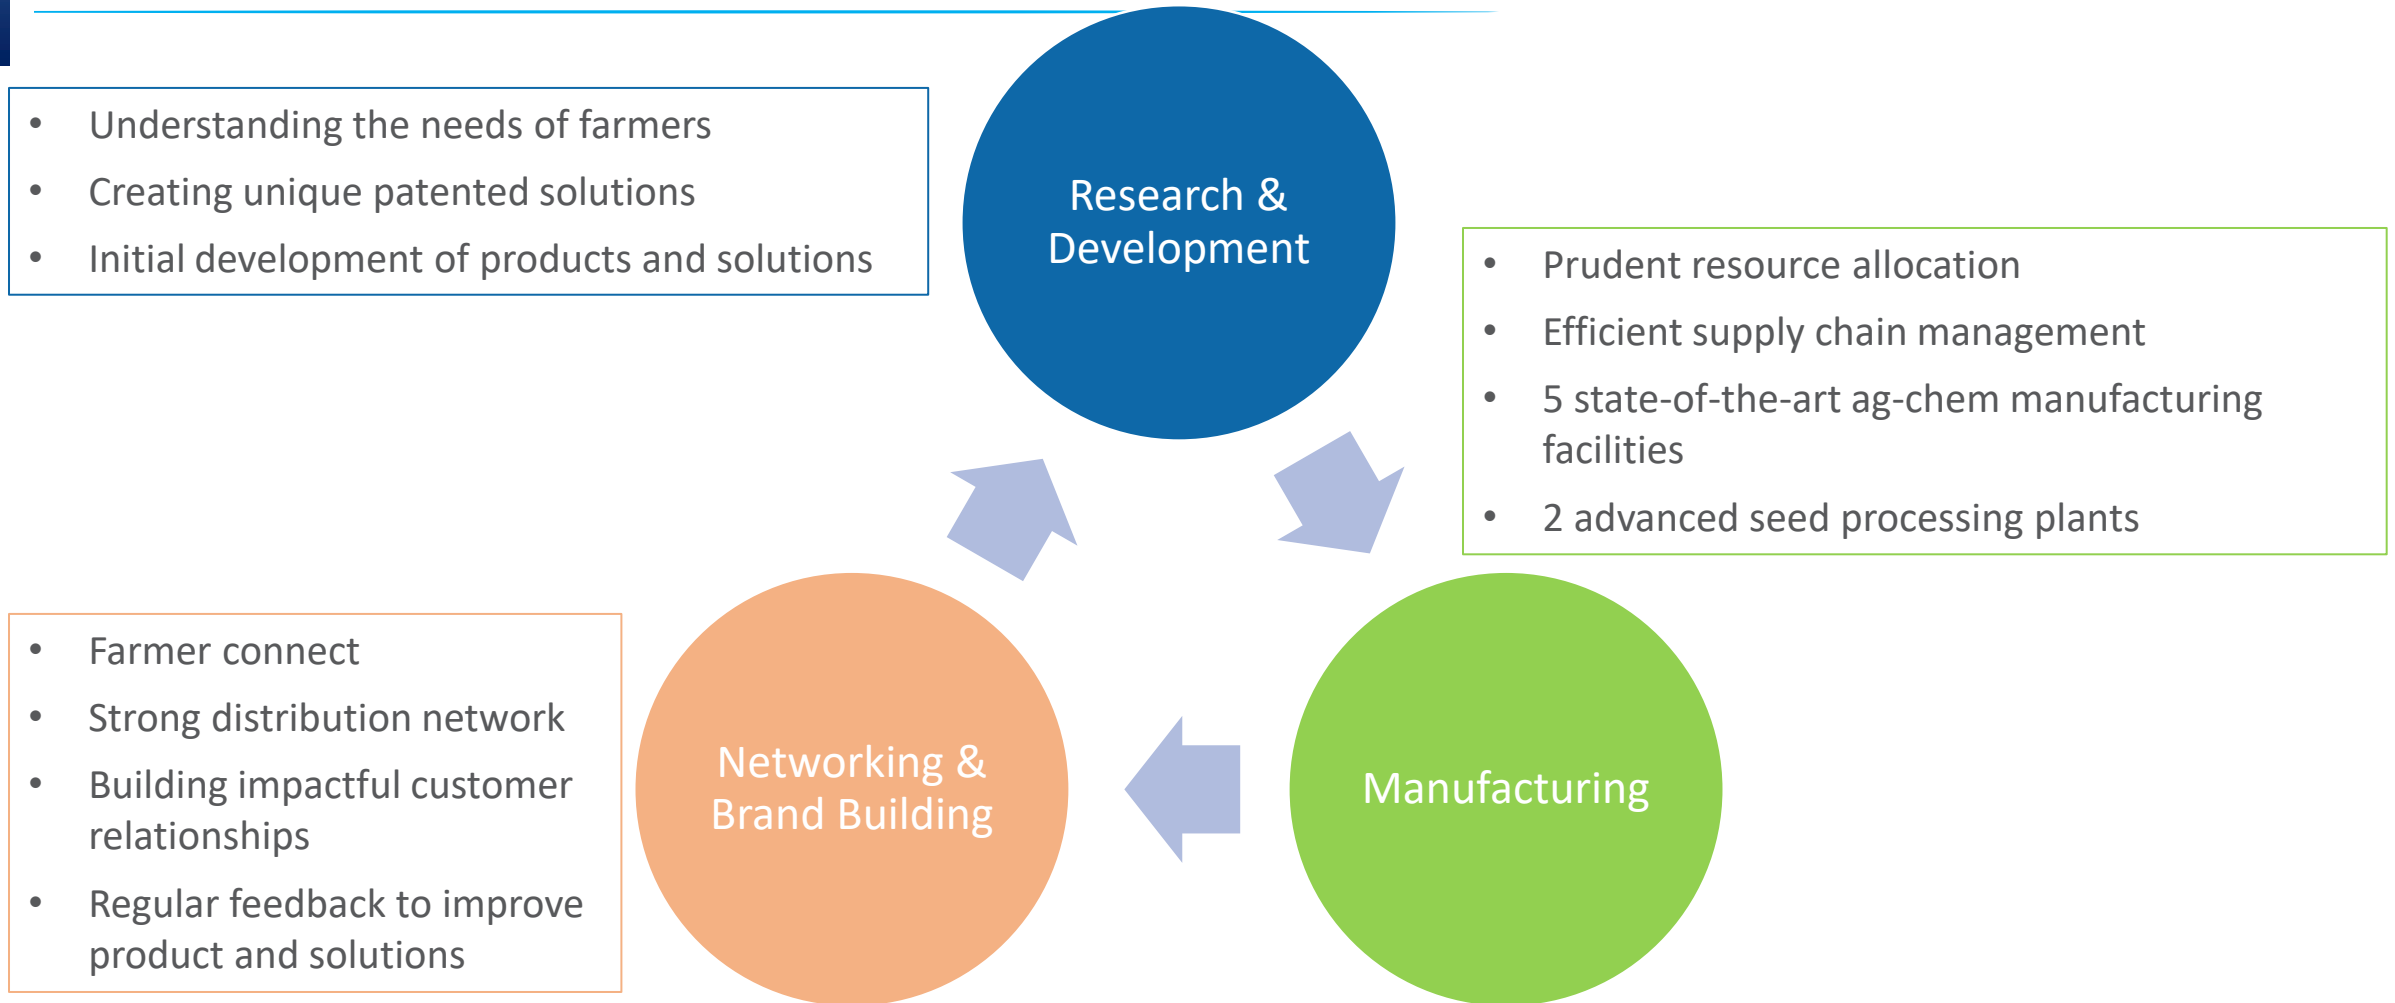 • Understanding the needs of farmers
• Creating unique patented solutions
• Initial development of products and solutions
Research &
Development
• Prudent resource allocation
• Efficient supply chain management
• 5 state-of-the-art ag-chem manufacturing
facilities
• 2 advanced seed processing plants
• Farmer connect
• Strong distribution network
• Building impactful customer
relationships
• Regular feedback to improve
product and solutions
Networking &
Brand Building
Manufacturing